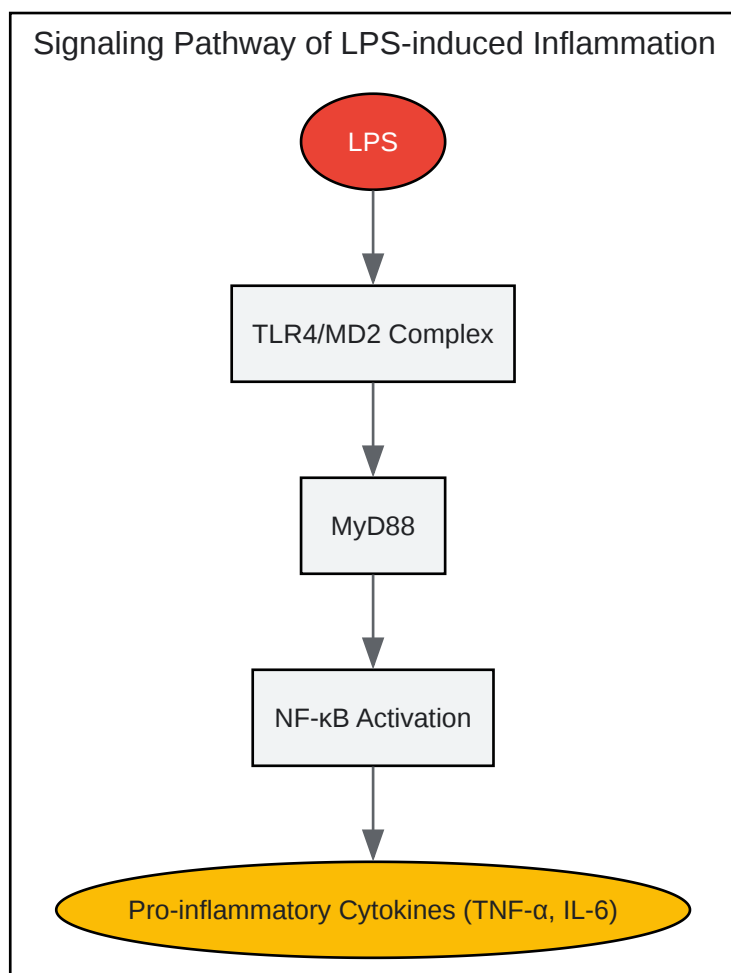 Signaling Pathway of LPS-induced Inflammation
LPS
TLR4/MD2 Complex
MyD88
NF-κB Activation
Pro-inflammatory Cytokines (TNF-α, IL-6)